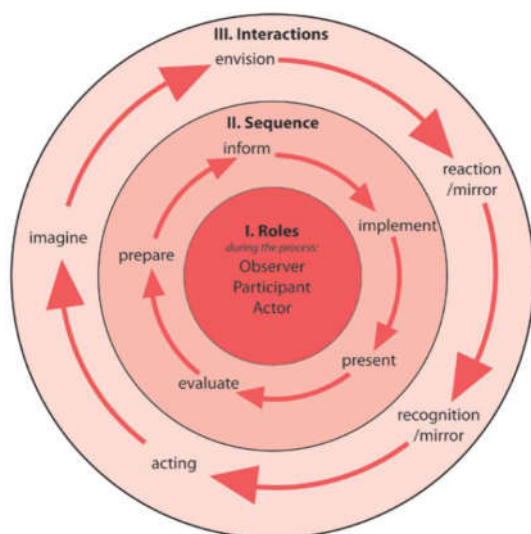 III. Interactions
envision
reaction
/mirror
recognition
/mirror
acting
imagine
II. Sequence
inform
implement
present
evaluate
prepare
I. Roles
during the process:
Observer
Participant
Actor